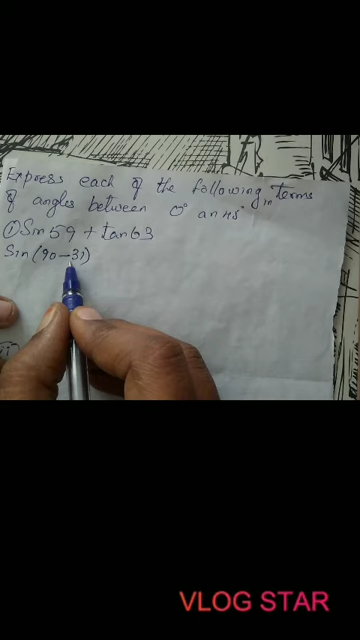 Express each of the following in terms
of angles between 0° an 45°
① Sin 59 + tan 63
Sin (90-31)
VLOG STAR